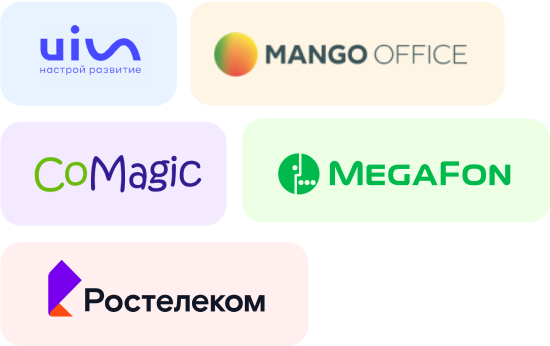 uis
настрой развитие
MANGO OFFICE
CoMagic
MEGAFON
Ростелеком